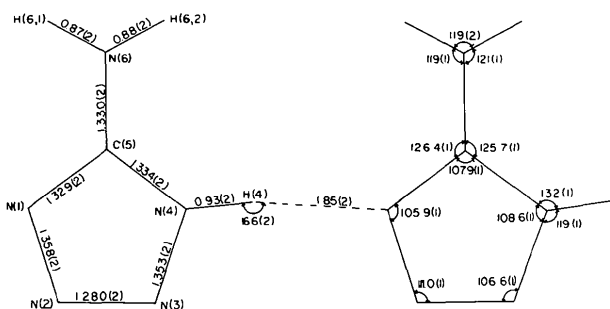 H(6,1)
H(6,2)
0.87(2)
0.88(2)
N(6)
1.330(2)
C(5)
1.329(2)
1.334(2)
N(1)
N(4)
0.93(2)
H(4)
166(2)
1.85(2)
1.358(2)
1.353(2)
N(2)
1.280(2)
N(3)
119(2)
119(1)
121(1)
126.4(1)
125.7(1)
107.9(1)
105.9(1)
132(1)
108.6(1)
119(1)
111.0(1)
106.6(1)